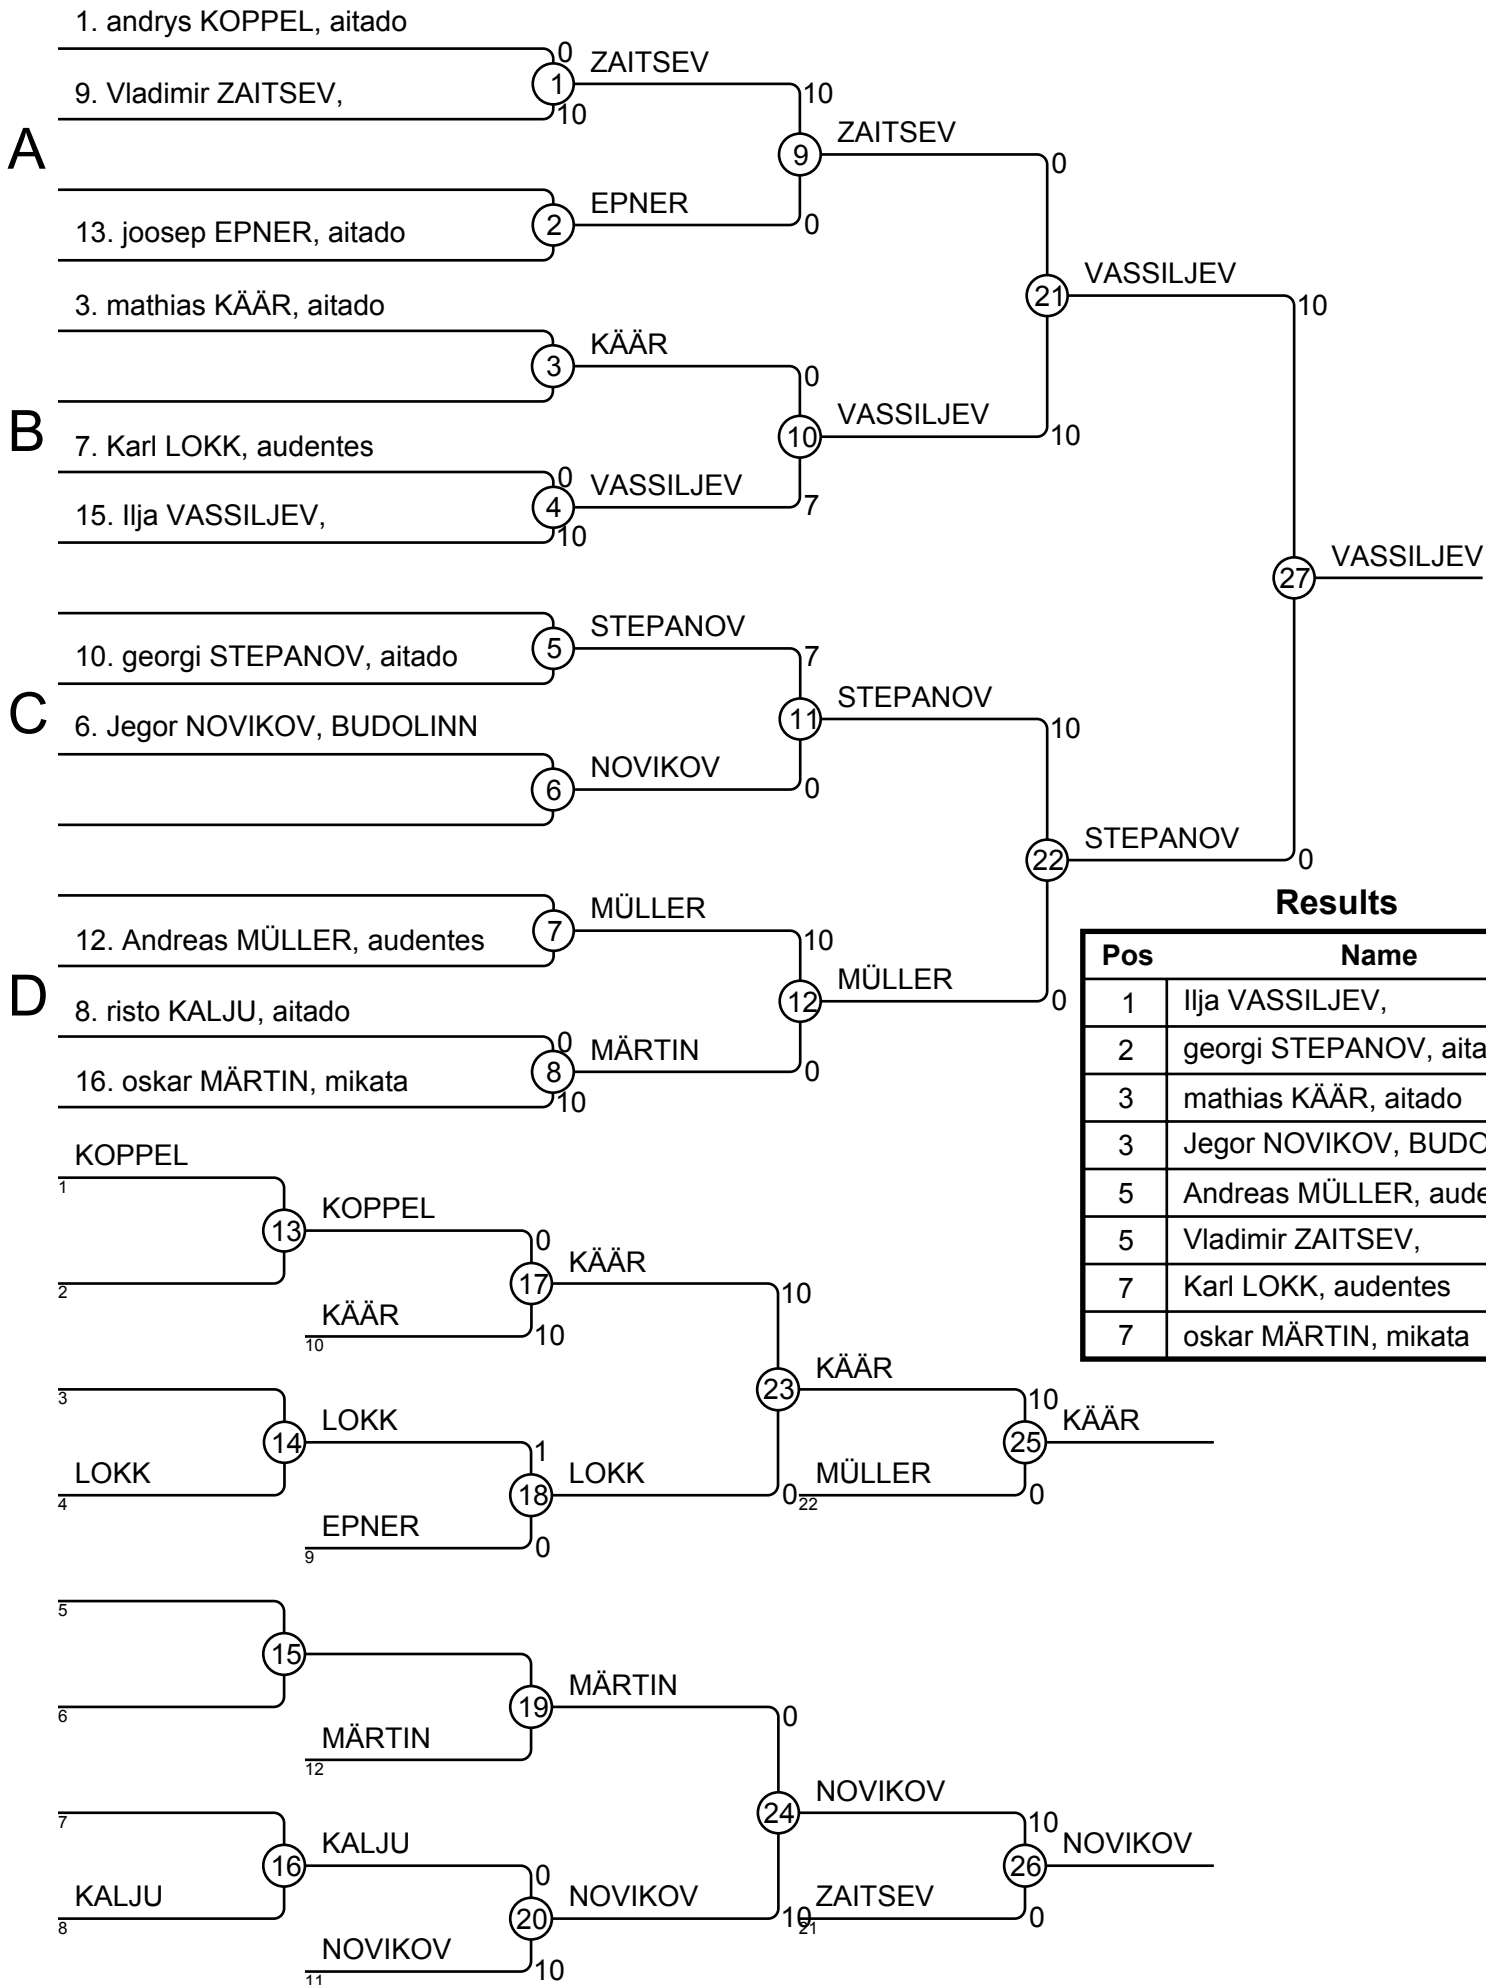 1. andrys KOPPEL, aitado
0
ZAITSEV
1
9. Vladimir ZAITSEV,
10
10
ZAITSEV
A
9
0
EPNER
2
13. joosep EPNER, aitado
0
3. mathias KÄÄR, aitado
VASSILJEV
21
10
KÄÄR
3
0
VASSILJEV
B
10
10
7. Karl LOKK, audentes
0
VASSILJEV
4
7
15. Ilja VASSILJEV,
10
VASSILJEV
27
STEPANOV
5
10. georgi STEPANOV, aitado
7
STEPANOV
C
11
10
6. Jegor NOVIKOV, BUDOLINN
NOVIKOV
6
0
STEPANOV
22
0
MÜLLER
7
12. Andreas MÜLLER, audentes
10
MÜLLER
D
12
0
8. risto KALJU, aitado
0
MÄRTIN
8
0
16. oskar MÄRTIN, mikata
10
Results
Pos Name
1 Ilja VASSILJEV,
2 georgi STEPANOV, aita
3 mathias KÄÄR, aitado
3 Jegor NOVIKOV, BUDO
5 Andreas MÜLLER, aude
5 Vladimir ZAITSEV,
7 Karl LOKK, audentes
7 oskar MÄRTIN, mikata
KOPPEL
1
KOPPEL
13
0
KÄÄR
17
2
KÄÄR
10
10
10
KÄÄR
23
3
10
LOKK
14
1
KÄÄR
25
LOKK
4
LOKK
18
0
MÜLLER
22
0
EPNER
9
0
5
15
MÄRTIN
19
6
0
MÄRTIN
12
NOVIKOV
24
7
10
KALJU
16
0
NOVIKOV
26
KALJU
8
NOVIKOV
20
10
ZAITSEV
21
0
NOVIKOV
11
10